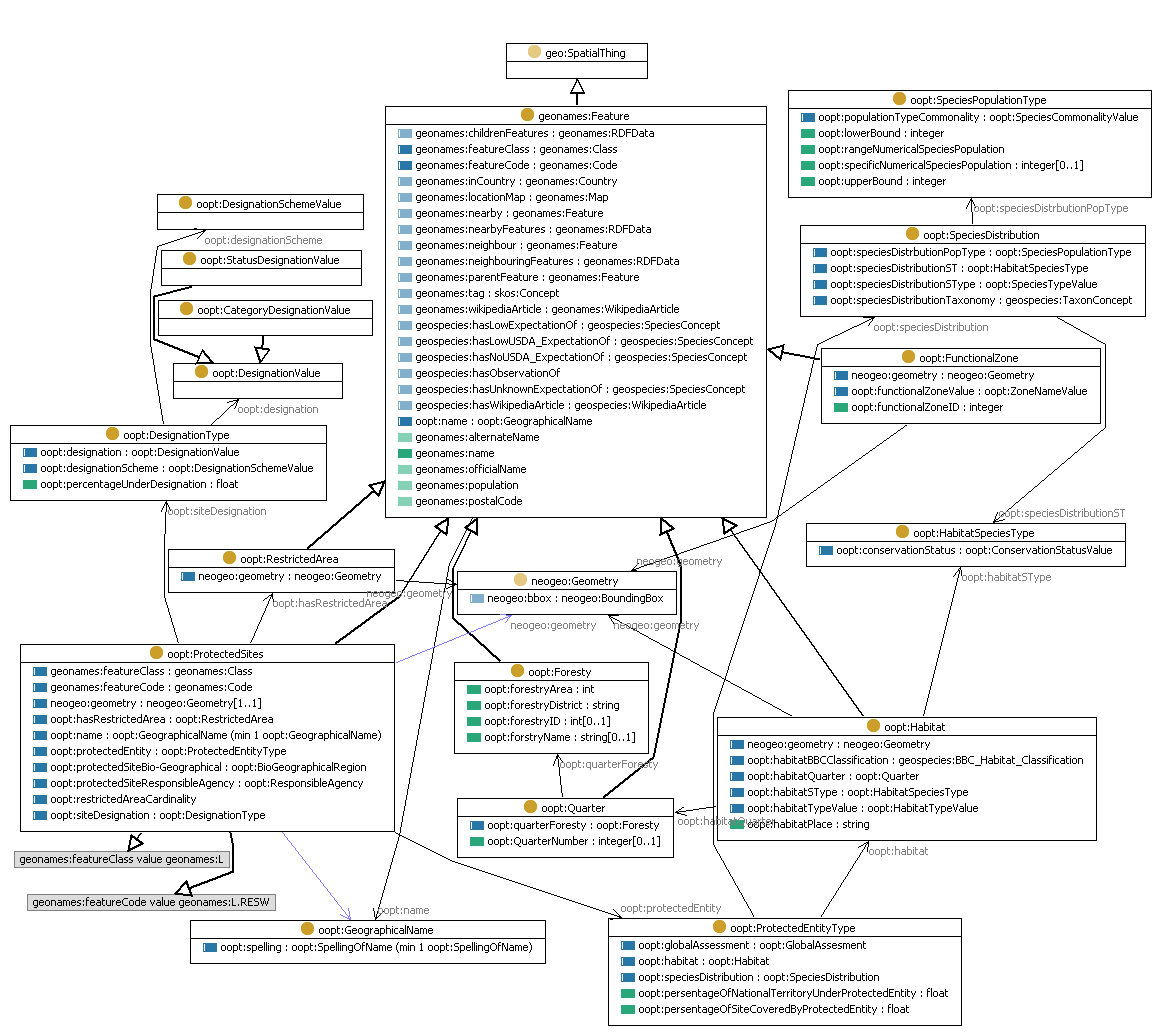 geo:SpatialThing
geonames:Feature
geonames:childrenFeatures : geonames:RDFData
geonames:featureClass : geonames:Class
geonames:featureCode : geonames:Code
geonames:inCountry : geonames:Country
geonames:locationMap : geonames:Map
geonames:nearby : geonames:Feature
geonames:nearbyFeatures : geonames:RDFData
geonames:neighbour : geonames:Feature
geonames:neighbouringFeatures : geonames:RDFData
geonames:parentFeature : geonames:Feature
geonames:tag : skos:Concept
geonames:wikipediaArticle : geonames:WikipediaArticle
geospecies:hasLowExpectationOf : geospecies:SpeciesConcept
geospecies:hasLowUSDA_ExpectationOf : geospecies:SpeciesConcept
geospecies:hasNoUSDA_ExpectationOf : geospecies:SpeciesConcept
geospecies:hasObservationOf
geospecies:hasUnknownExpectationOf : geospecies:SpeciesConcept
geospecies:hasWikipediaArticle : geospecies:WikipediaArticle
oopt:name : oopt:GeographicalName
geonames:alternateName
geonames:name
geonames:officialName
geonames:population
geonames:postalCode
oopt:SpeciesPopulationType
oopt:populationTypeCommonality : oopt:SpeciesCommonalityValue
oopt:lowerBound : integer
oopt:rangeNumericalSpeciesPopulation
oopt:specificNumericalSpeciesPopulation : integer[0..1]
oopt:upperBound : integer
oopt:speciesDistrbutionPopType
oopt:SpeciesDistribution
oopt:speciesDistrbutionPopType : oopt:SpeciesPopulationType
oopt:speciesDistributionST : oopt:HabitatSpeciesType
oopt:speciesDistributionSType : oopt:SpeciesTypeValue
oopt:speciesDistributionTaxonomy : geospecies:TaxonConcept
oopt:speciesDistribution
oopt:DesignationSchemeValue
oopt:designationScheme
oopt:StatusDesignationValue
oopt:CategoryDesignationValue
oopt:DesignationValue
oopt:designation
oopt:DesignationType
oopt:designation : oopt:DesignationValue
oopt:designationScheme : oopt:DesignationSchemeValue
oopt:percentageUnderDesignation : float
oopt:siteDesignation
oopt:FunctionalZone
neogeo:geometry : neogeo:Geometry
oopt:functionalZoneValue : oopt:ZoneNameValue
oopt:functionalZoneID : integer
oopt:speciesDistributionST
oopt:HabitatSpeciesType
oopt:conservationStatus : oopt:ConservationStatusValue
oopt:habitatSType
oopt:RestrictedArea
neogeo:geometry : neogeo:Geometry
neogeo:geometry
oopt:hasRestrictedArea
neogeo:geometry
neogeo:Geometry
neogeo:bbox : neogeo:BoundingBox
neogeo:geometry
neogeo:geometry
oopt:ProtectedSites
geonames:featureClass : geonames:Class
geonames:featureCode : geonames:Code
neogeo:geometry : neogeo:Geometry[1..1]
oopt:hasRestrictedArea : oopt:RestrictedArea
oopt:name : oopt:GeographicalName (min 1 oopt:GeographicalName)
oopt:protectedEntity : oopt:ProtectedEntityType
oopt:protectedSiteBio-Geographical : oopt:BioGeographicalRegion
oopt:protectedSiteResponsibleAgency : oopt:ResponsibleAgency
oopt:restrictedAreaCardinality
oopt:siteDesignation : oopt:DesignationType
oopt:Foresty
oopt:forestryArea : int
oopt:forestryDistrict : string
oopt:forestryID : int[0..1]
oopt:forstryName : string[0..1]
oopt:quarterForesty
oopt:Quarter
oopt:quarterForesty : oopt:Foresty
oopt:QuarterNumber : integer[0..1]
oopt:habitatQuarter
oopt:Habitat
neogeo:geometry : neogeo:Geometry
oopt:habitatBBCClassification : geospecies:BBC_Habitat_Classification
oopt:habitatQuarter : oopt:Quarter
oopt:habitatSType : oopt:HabitatSpeciesType
oopt:habitatTypeValue : oopt:HabitatTypeValue
oopt:habitatPlace : string
oopt:habitat
geonames:featureClass value geonames:L
geonames:featureCode value geonames:L.RESW
oopt:name
oopt:GeographicalName
oopt:spelling : oopt:SpellingOfName (min 1 oopt:SpellingOfName)
oopt:protectedEntity
oopt:ProtectedEntityType
oopt:globalAssessment : oopt:GlobalAssesment
oopt:habitat : oopt:Habitat
oopt:speciesDistribution : oopt:SpeciesDistribution
oopt:persentageOfNationalTerritoryUnderProtectedEntity : float
oopt:persentageOfSiteCoveredByProtectedEntity : float